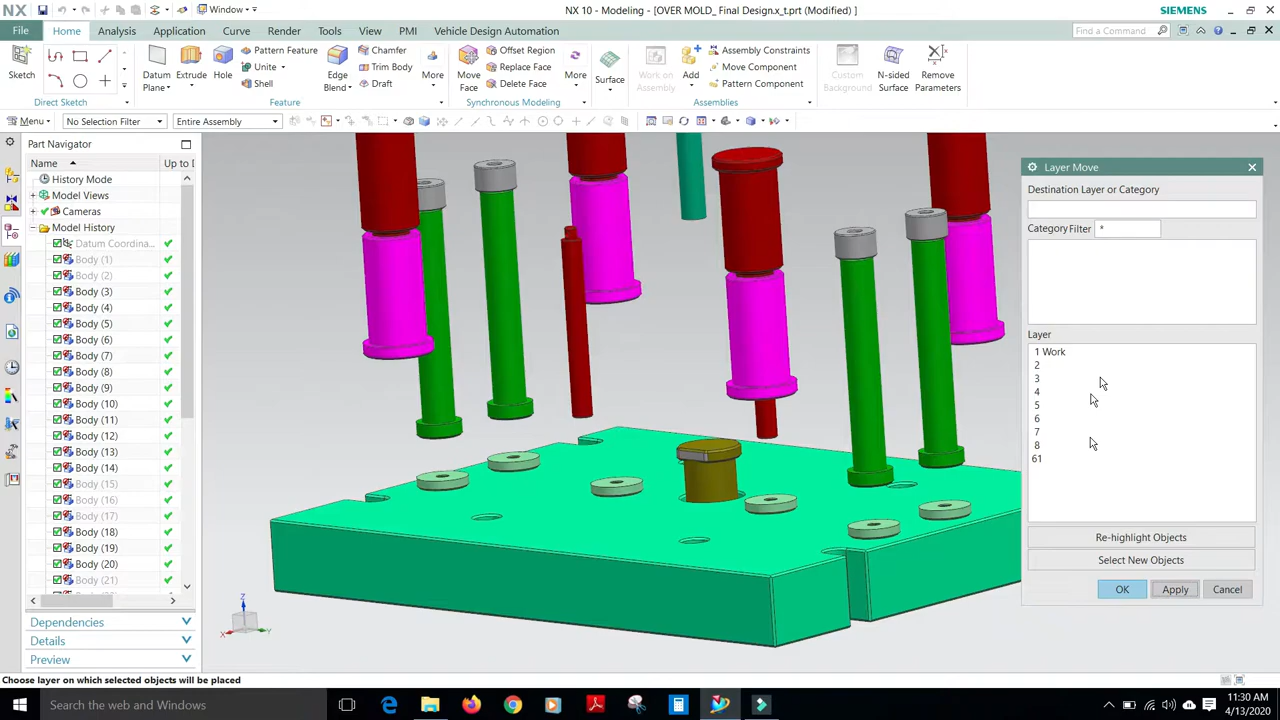 NX Window NX 10 - Modeling - [OVER MOLD_ Final Design.x_t.prt (Modified) ] SIEMENS
File Home Analysis Application Curve Render Tools View PMI Vehicle Design Automation Find a Command
Sketch
Direct Sketch
Datum Plane Extrude Hole
Pattern Feature
Unite
Shell
Edge Blend
Chamfer
Trim Body
Draft
More
Feature
Move Face
Offset Region
Replace Face
Delete Face
More
Synchronous Modeling
Surface
Work on Assembly
Add
Assembly Constraints
Move Component
Pattern Component
Assemblies
Custom Background
N-sided Surface
Remove Parameters
Menu No Selection Filter Entire Assembly
Part Navigator
Name Up to D
History Mode
Model Views
Cameras
Model History
Datum Coordina...
Body (1)
Body (2)
Body (3)
Body (4)
Body (5)
Body (6)
Body (7)
Body (8)
Body (9)
Body (10)
Body (11)
Body (12)
Body (13)
Body (14)
Body (15)
Body (16)
Body (17)
Body (18)
Body (19)
Body (20)
Body (21)
Dependencies
Details
Preview
Z
X
Y
Layer Move
Destination Layer or Category
Category Filter *
Layer
1 Work
2
3
4
5
6
7
8
61
Re-highlight Objects
Select New Objects
OK Apply Cancel
Choose layer on which selected objects will be placed
Search the web and Windows
11:30 AM
4/13/2020